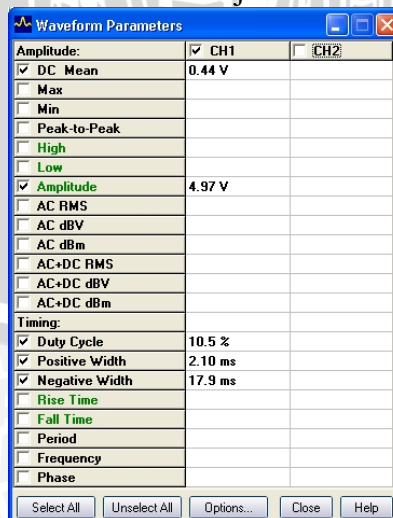 Waveform Parameters
Amplitude: CH1 CH2
DC Mean 0.44 V
Max
Min
Peak-to-Peak
High
Low
Amplitude 4.97 V
AC RMS
AC dBV
AC dBm
AC+DC RMS
AC+DC dBV
AC+DC dBm
Timing:
Duty Cycle 10.5 %
Positive Width 2.10 ms
Negative Width 17.9 ms
Rise Time
Fall Time
Period
Frequency
Phase
Select All Unselect All Options... Close Help